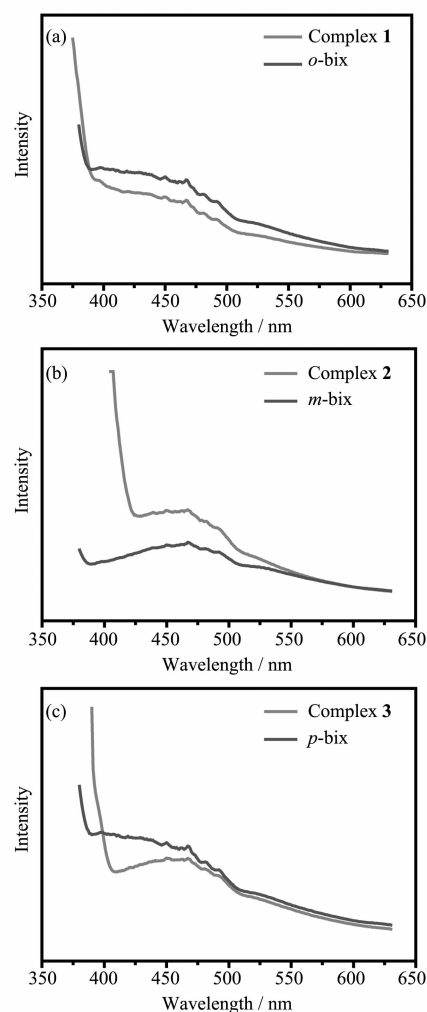 (a)
Complex 1
o-bix
Intensity
350 400 450 500 550 600 650
Wavelength / nm
(b)
Complex 2
m-bix
Intensity
350 400 450 500 550 600 650
Wavelength / nm
(c)
Complex 3
p-bix
Intensity
350 400 450 500 550 600 650
Wavelength / nm